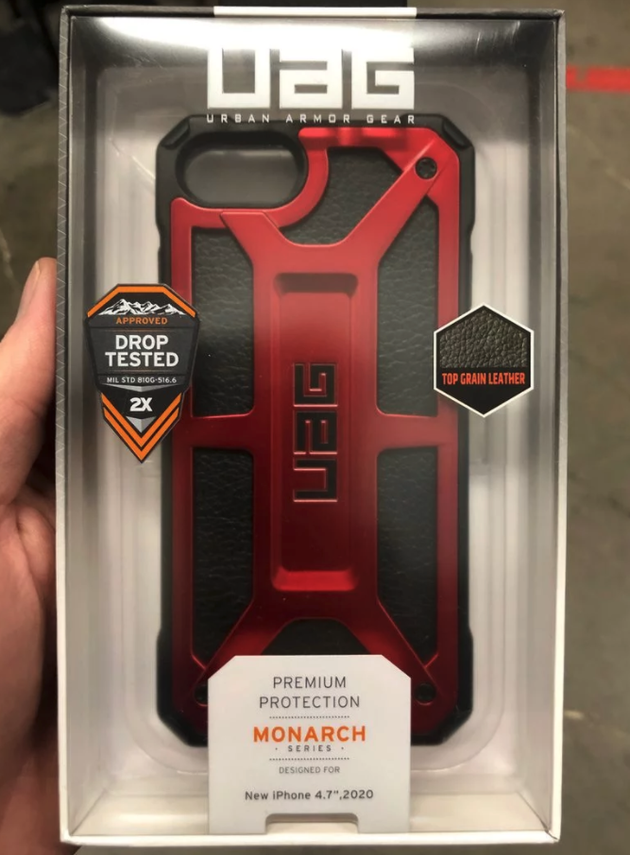 UAG
URBAN ARMOR GEAR
APPROVED
DROP
TESTED
MIL STD 810G-516.6
2X
TOP GRAIN LEATHER
UAG
PREMIUM
PROTECTION
MONARCH
· SERIES ·
DESIGNED FOR
New iPhone 4.7",2020